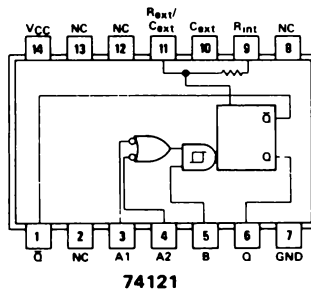 Rext/
VCC NC NC Cext Cext Rint NC
14 13 12 11 10 9 8
Q̅
Q
1 2 3 4 5 6 7
Q̅ NC A1 A2 B Q GND
74121